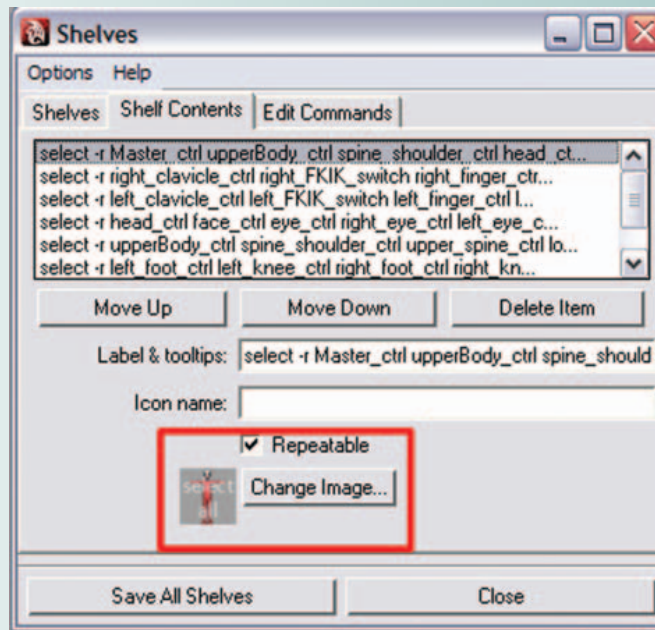 Shelves
Options Help
Shelves Shelf Contents Edit Commands
select -r Master_ctrl upperBody_ctrl spine_shoulder_ctrl head_ct...
select -r right_clavicle_ctrl right_FKIK_switch right_finger_ctr...
select -r left_clavicle_ctrl left_FKIK_switch left_finger_ctrl l...
select -r head_ctrl face_ctrl eye_ctrl right_eye_ctrl left_eye_c...
select -r upperBody_ctrl spine_shoulder_ctrl upper_spine_ctrl lo...
select -r left_foot_ctrl left_knee_ctrl right_foot_ctrl right_kn...
Move Up Move Down Delete Item
Label & tooltips: select -r Master_ctrl upperBody_ctrl spine_should
Icon name:
Repeatable
select
all
Change Image...
Save All Shelves Close